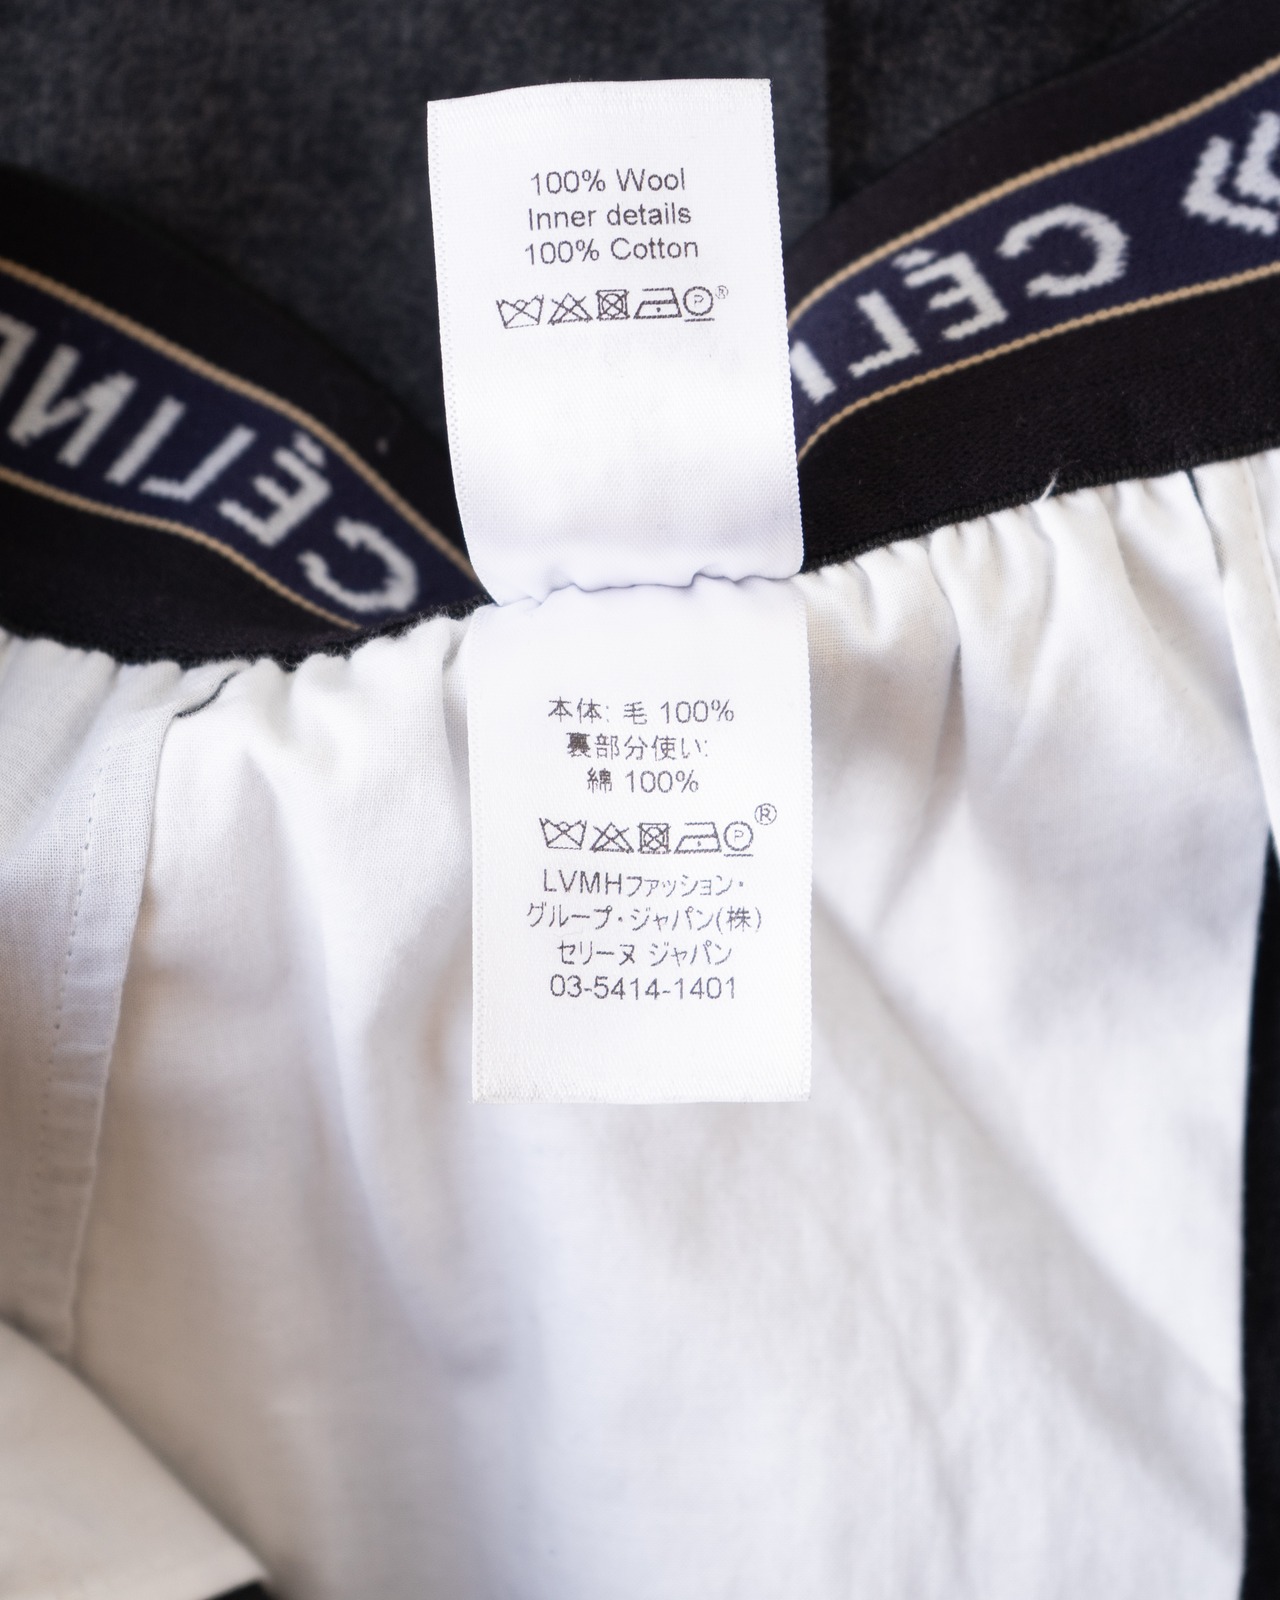 100% Wool
Inner details
100% Cotton
P®
CÉLI
CÉLINE
本体: 毛 100%
裏部分使い:
綿 100%
P®
LVMHファッション・
グループ・ジャパン(株)
セリーヌ ジャパン
03-5414-1401